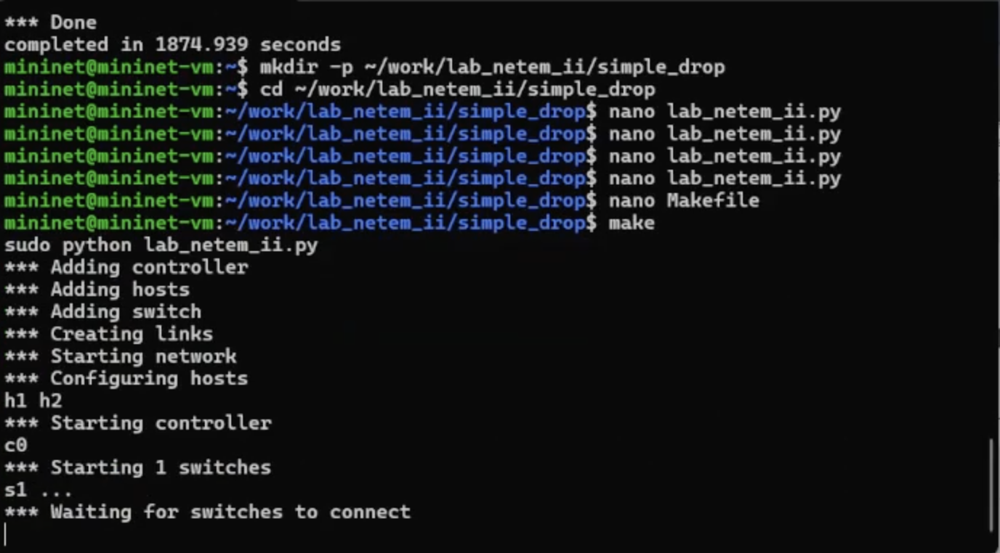 *** Done
completed in 1874.939 seconds
mininet@mininet-vm:~$ mkdir -p ~/work/lab_netem_ii/simple_drop
mininet@mininet-vm:~$ cd ~/work/lab_netem_ii/simple_drop
mininet@mininet-vm:~/work/lab_netem_ii/simple_drop$ nano lab_netem_ii.py
mininet@mininet-vm:~/work/lab_netem_ii/simple_drop$ nano lab_netem_ii.py
mininet@mininet-vm:~/work/lab_netem_ii/simple_drop$ nano lab_netem_ii.py
mininet@mininet-vm:~/work/lab_netem_ii/simple_drop$ nano lab_netem_ii.py
mininet@mininet-vm:~/work/lab_netem_ii/simple_drop$ nano Makefile
mininet@mininet-vm:~/work/lab_netem_ii/simple_drop$ make
sudo python lab_netem_ii.py
*** Adding controller
*** Adding hosts
*** Adding switch
*** Creating links
*** Starting network
*** Configuring hosts
h1 h2
*** Starting controller
c0
*** Starting 1 switches
s1 ...
*** Waiting for switches to connect